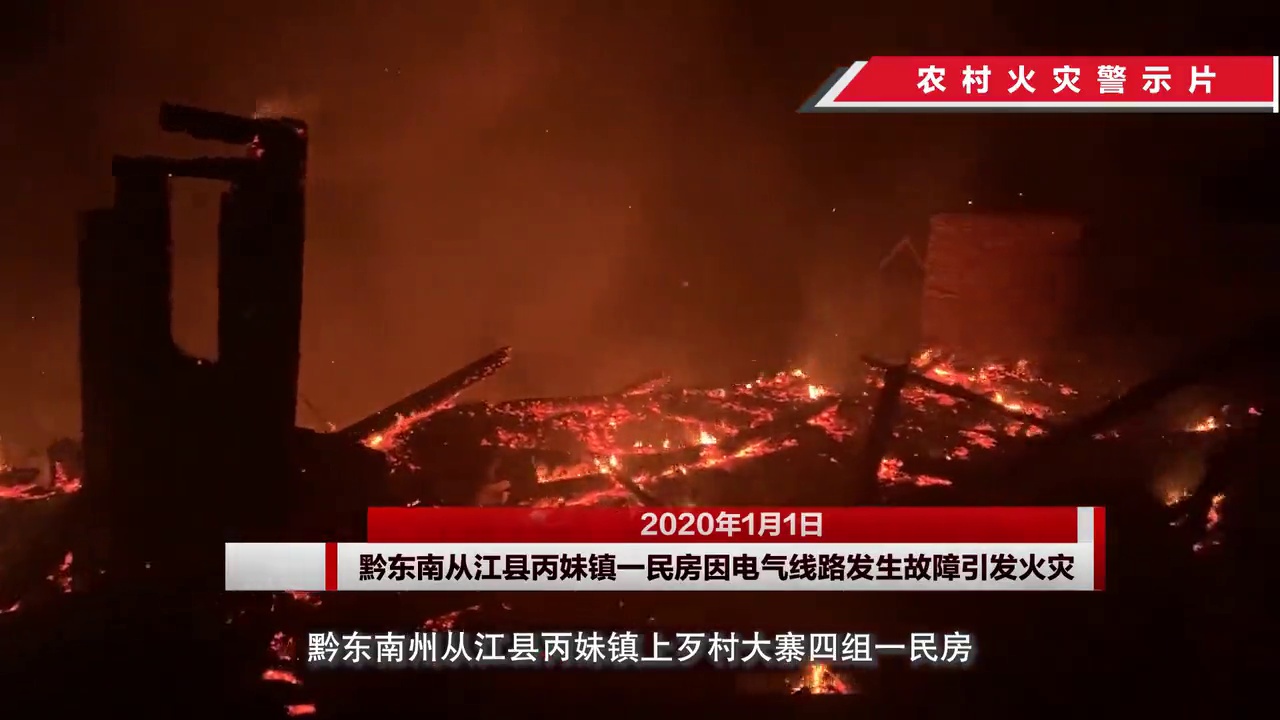 农村火灾警示片
2020年1月1日
黔东南从江县丙妹镇一民房因电气线路发生故障引发火灾
黔东南州从江县丙妹镇上歹村大寨四组一民房